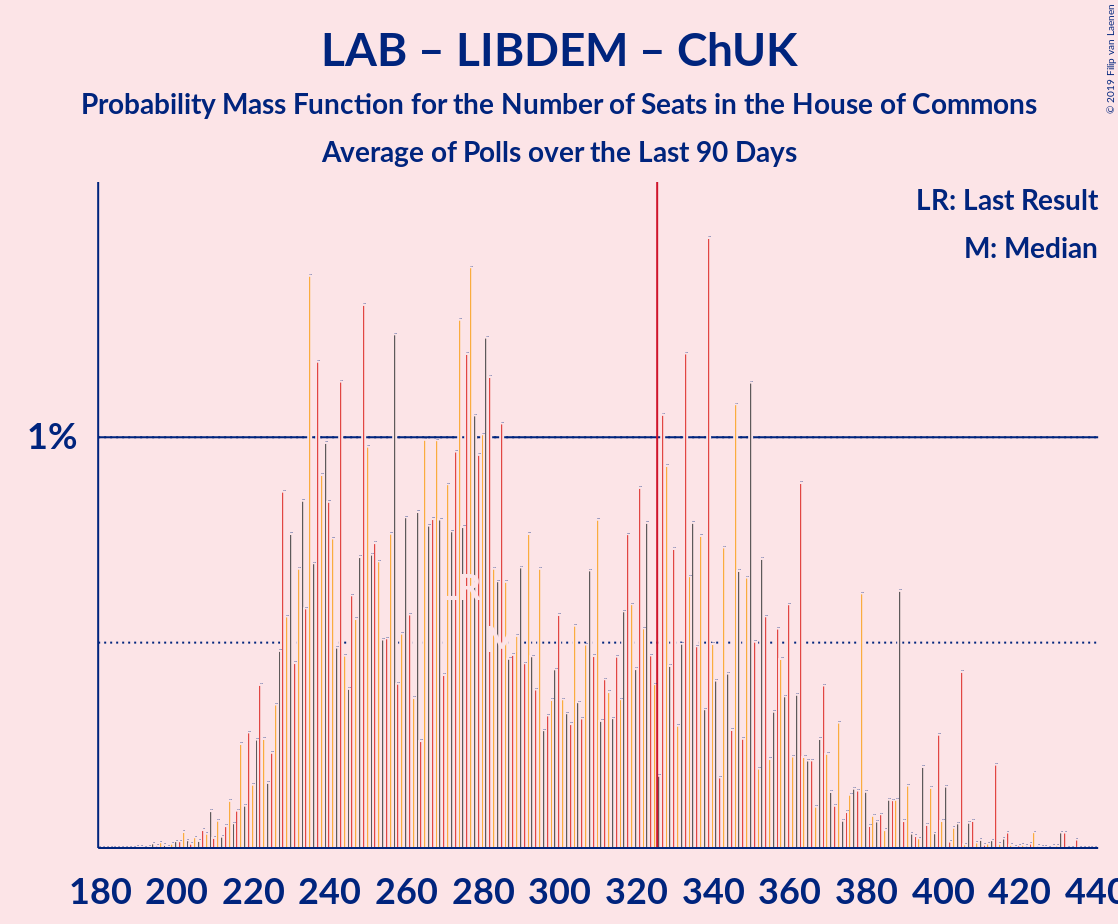 LAB – LIBDEM – ChUK
Probability Mass Function for the Number of Seats in the House of Commons
Average of Polls over the Last 90 Days
© 2019 Filip van Laenen
LR: Last Result
M: Median
1%
LR
M
180 200 220 240 260 280 300 320 340 360 380 400 420 440